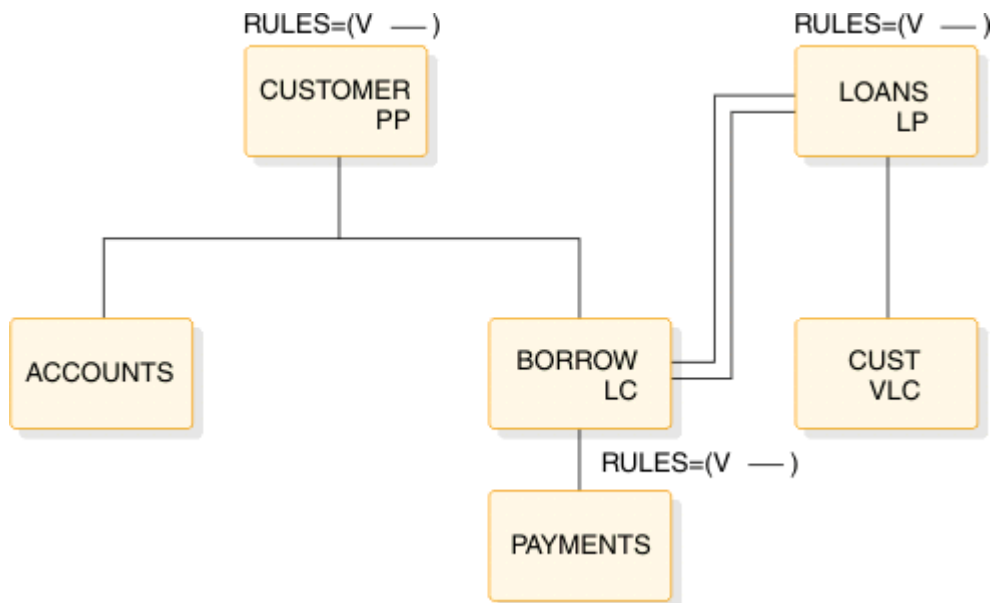 RULES=(V — )
RULES=(V — )
CUSTOMER
PP
LOANS
LP
ACCOUNTS
BORROW
LC
CUST
VLC
RULES=(V — )
PAYMENTS